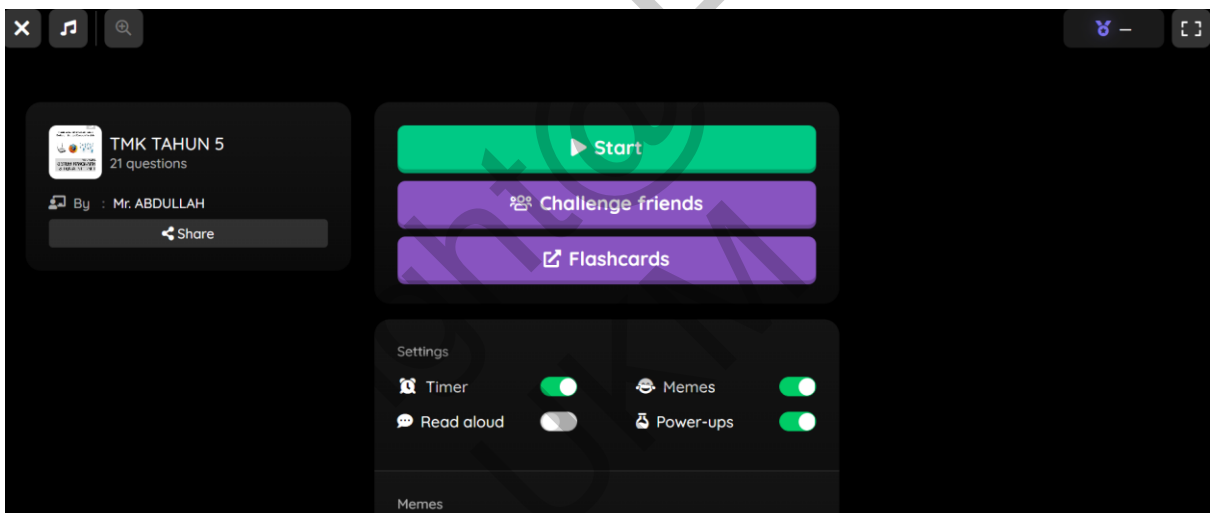 TMK TAHUN 5
21 questions
By : Mr. ABDULLAH
Share
Start
Challenge friends
Flashcards
Settings
Timer
Memes
Read aloud
Power-ups
Memes
UKM